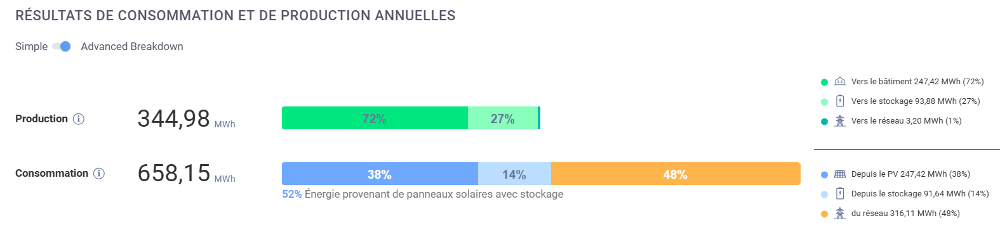 RÉSULTATS DE CONSOMMATION ET DE PRODUCTION ANNUELLES
Simple Advanced Breakdown
Production 344,98 MWh
72% 27%
Consommation 658,15 MWh
38% 14% 48%
52% Énergie provenant de panneaux solaires avec stockage
Vers le bâtiment 247,42 MWh (72%)
Vers le stockage 93,88 MWh (27%)
Vers le réseau 3,20 MWh (1%)
Depuis le PV 247,42 MWh (38%)
Depuis le stockage 91,64 MWh (14%)
du réseau 316,11 MWh (48%)